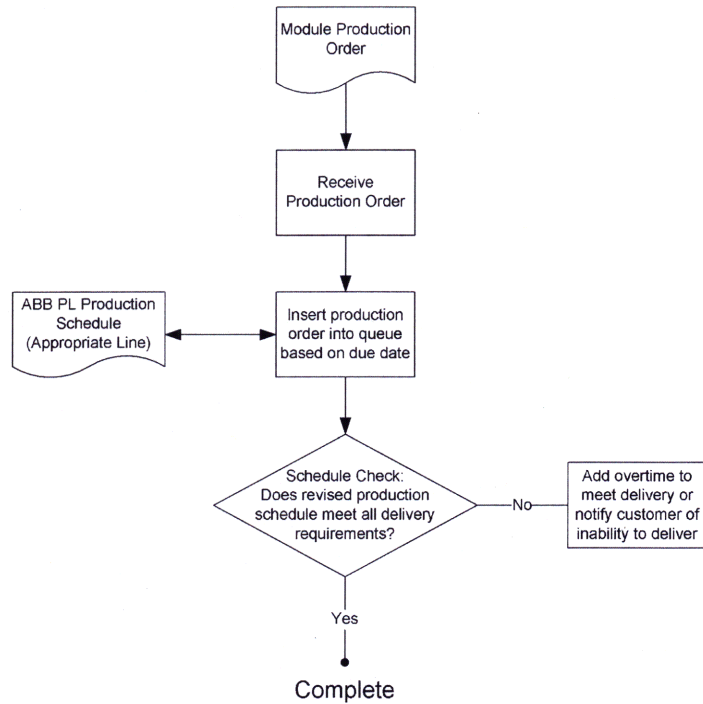 Module Production
Order
Receive
Production Order
ABB PL Production
Schedule
(Appropriate Line)
Insert production
order into queue
based on due date
Schedule Check:
Does revised production
schedule meet all delivery
requirements?
No
Add overtime to
meet delivery or
notify customer of
inability to deliver
Yes
Complete